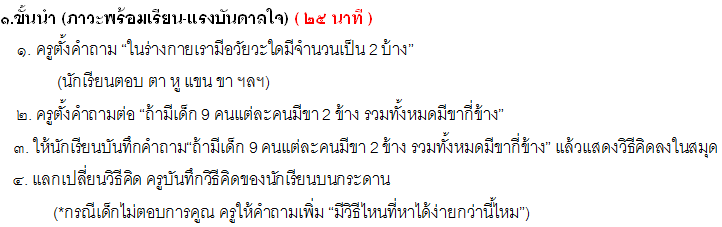 ๑.ขั้นนำ (ภาวะพร้อมเรียน-แรงบันดาลใจ) ( ๒๕ นาที )
๑. ครูตั้งคำถาม “ในร่างกายเรามีอวัยวะใดมีจำนวนเป็น 2 บ้าง”
(นักเรียนตอบ ตา หู แขน ขา ฯลฯ)
๒. ครูตั้งคำถามต่อ “ถ้ามีเด็ก 9 คนแต่ละคนมีขา 2 ข้าง รวมทั้งหมดมีขากี่ข้าง”
๓. ให้นักเรียนบันทึกคำถาม“ถ้ามีเด็ก 9 คนแต่ละคนมีขา 2 ข้าง รวมทั้งหมดมีขากี่ข้าง” แล้วแสดงวิธีคิดลงในสมุด
๔. แลกเปลี่ยนวิธีคิด ครูบันทึกวิธีคิดของนักเรียนบนกระดาน
(*กรณีเด็กไม่ตอบการคูณ ครูให้คำถามเพิ่ม “มีวิธีไหนที่หาได้ง่ายกว่านี้ไหม”)